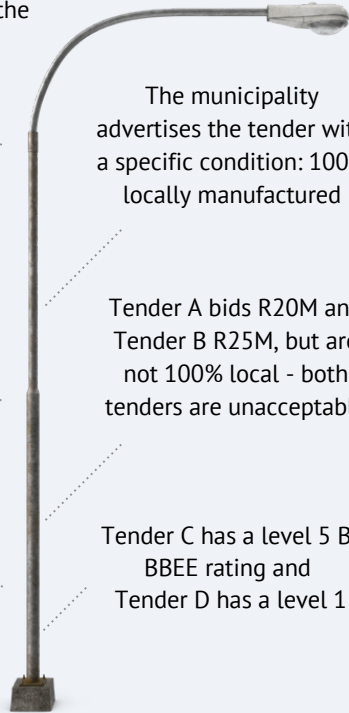 the
The municipality
advertises the tender
a specific condition: 100
locally manufactured
Tender A bids R20M
Tender B R25M, but
not 100% local - both
tenders are
Tender C has a level 5
BBEE rating and
Tender D has a level 1